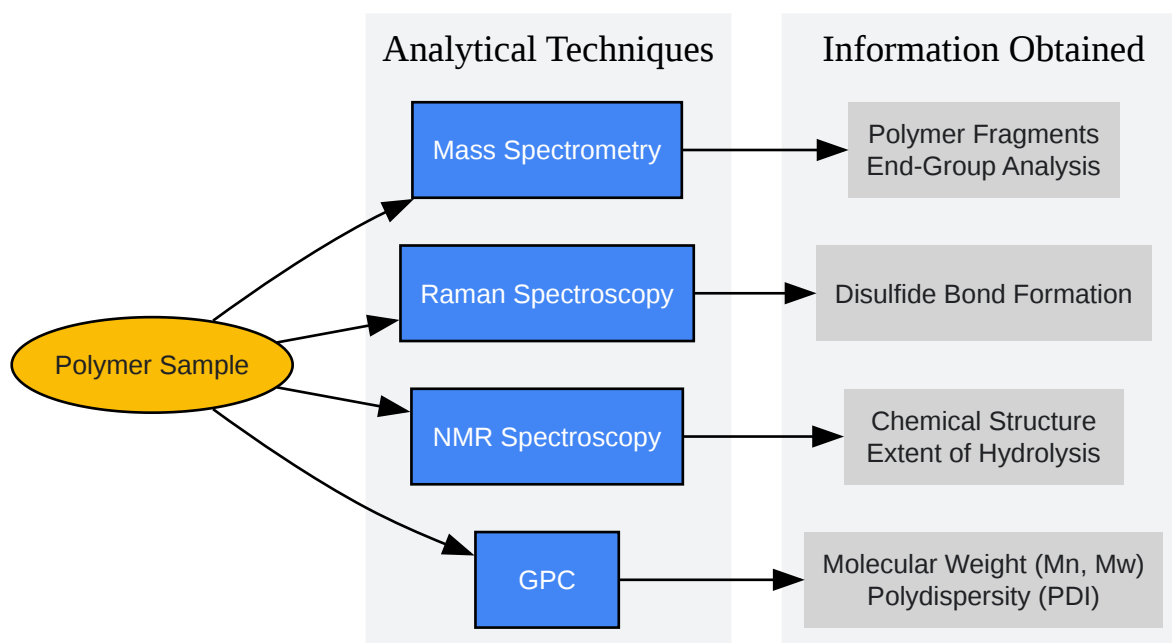 Analytical Techniques
Information Obtained
Mass Spectrometry
Polymer Fragments
End-Group Analysis
Raman Spectroscopy
Disulfide Bond Formation
Polymer Sample
NMR Spectroscopy
Chemical Structure
Extent of Hydrolysis
GPC
Molecular Weight (Mn, Mw)
Polydispersity (PDI)